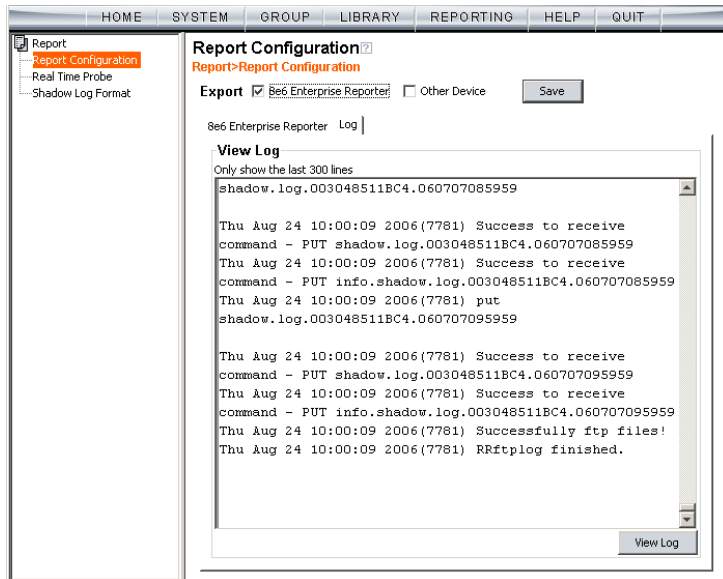 HOME SYSTEM GROUP LIBRARY REPORTING HELP QUIT
Report
Report Configuration
Real Time Probe
Shadow Log Format
Report Configuration ?
Report>Report Configuration
Export 8e6 Enterprise Reporter Other Device Save
8e6 Enterprise Reporter Log
View Log
Only show the last 300 lines
shadow.log.003048511BC4.060707085959
Thu Aug 24 10:00:09 2006(7781) Success to receive
command - PUT shadow.log.003048511BC4.060707085959
Thu Aug 24 10:00:09 2006(7781) Success to receive
command - PUT info.shadow.log.003048511BC4.060707085959
Thu Aug 24 10:00:09 2006(7781) put
shadow.log.003048511BC4.060707095959
Thu Aug 24 10:00:09 2006(7781) Success to receive
command - PUT shadow.log.003048511BC4.060707095959
Thu Aug 24 10:00:09 2006(7781) Success to receive
command - PUT info.shadow.log.003048511BC4.060707095959
Thu Aug 24 10:00:09 2006(7781) Successfully ftp files!
Thu Aug 24 10:00:09 2006(7781) RRftplog finished.
View Log